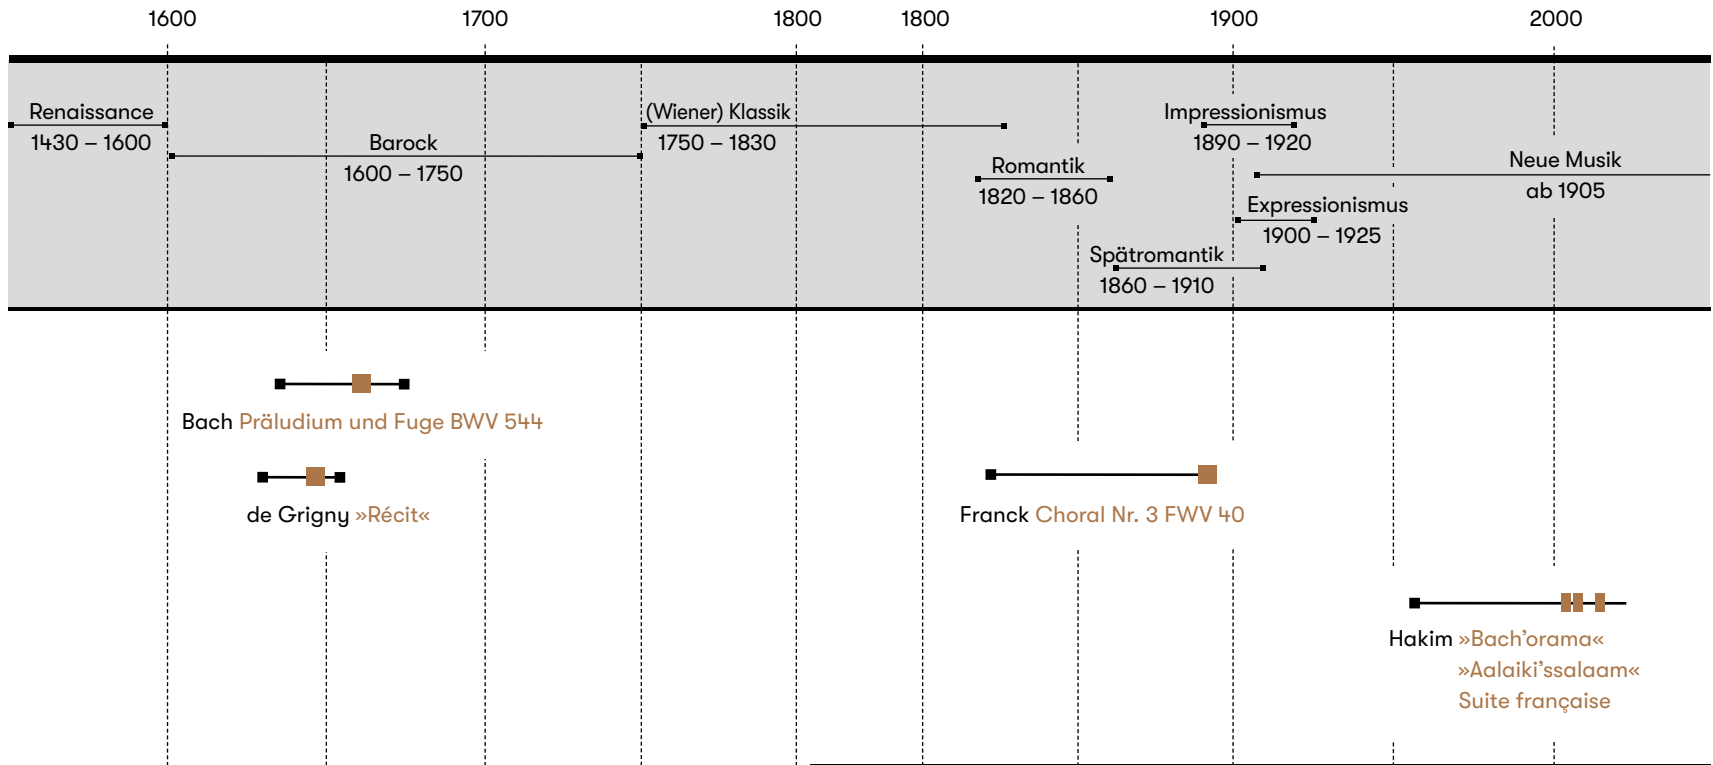 1600 1700 1800 1800 1900 2000
Renaissance
1430 – 1600
Barock
1600 – 1750
(Wiener) Klassik
1750 – 1830
Romantik
1820 – 1860
Spätromantik
1860 – 1910
Impressionismus
1890 – 1920
Expressionismus
1900 – 1925
Neue Musik
ab 1905
Bach Präludium und Fuge BWV 544
de Grigny »Récit«
Franck Choral Nr. 3 FWV 40
Hakim »Bach’orama«
»Aalaiki’ssalaam«
Suite française